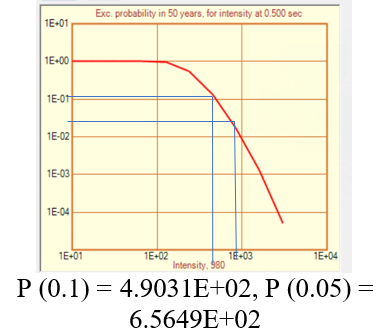 Exc. probability in 50 years, for intensity at 0.500 sec
1E+01
1E+00
1E-01
1E-02
1E-03
1E-04
1E+01 1E+02 1E+03 1E+04
Intensity, 980
P (0.1) = 4.9031E+02, P (0.05) =
6.5649E+02